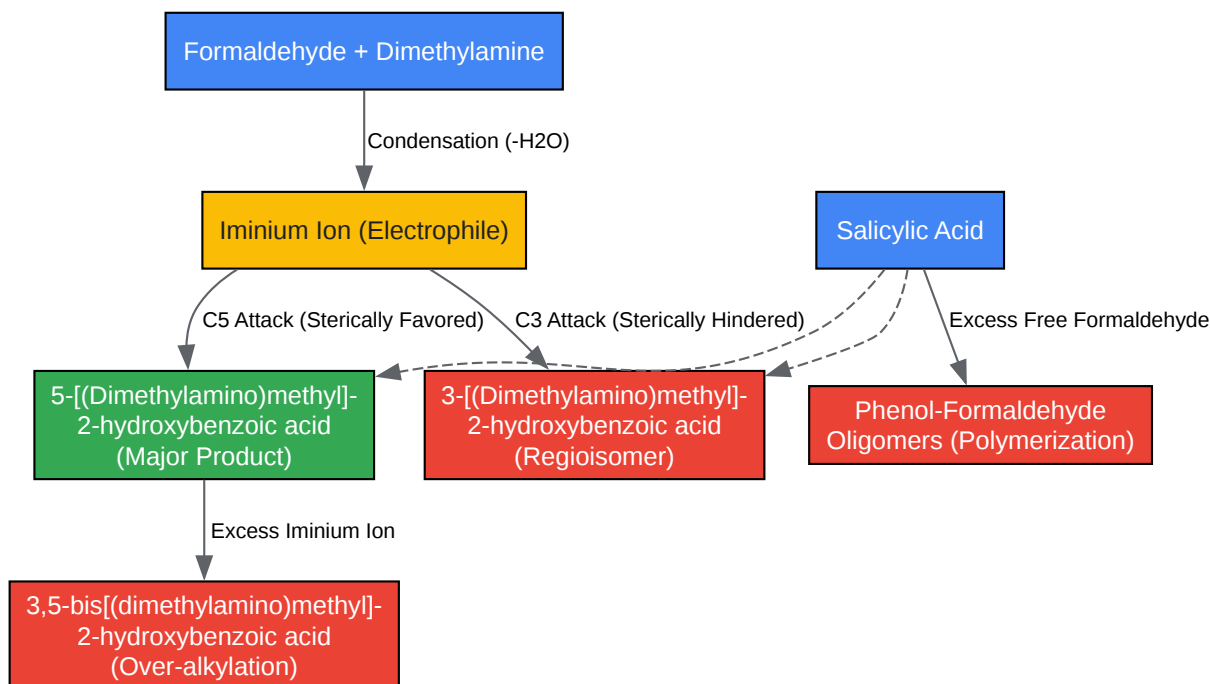 Formaldehyde + Dimethylamine
Condensation (-H2O)
Iminium Ion (Electrophile)
Salicylic Acid
C5 Attack (Sterically Favored)
C3 Attack (Sterically Hindered)
Excess Free Formaldehyde
5-[(Dimethylamino)methyl]-
2-hydroxybenzoic acid
(Major Product)
3-[(Dimethylamino)methyl]-
2-hydroxybenzoic acid
(Regioisomer)
Phenol-Formaldehyde
Oligomers (Polymerization)
Excess Iminium Ion
3,5-bis[(dimethylamino)methyl]-
2-hydroxybenzoic acid
(Over-alkylation)